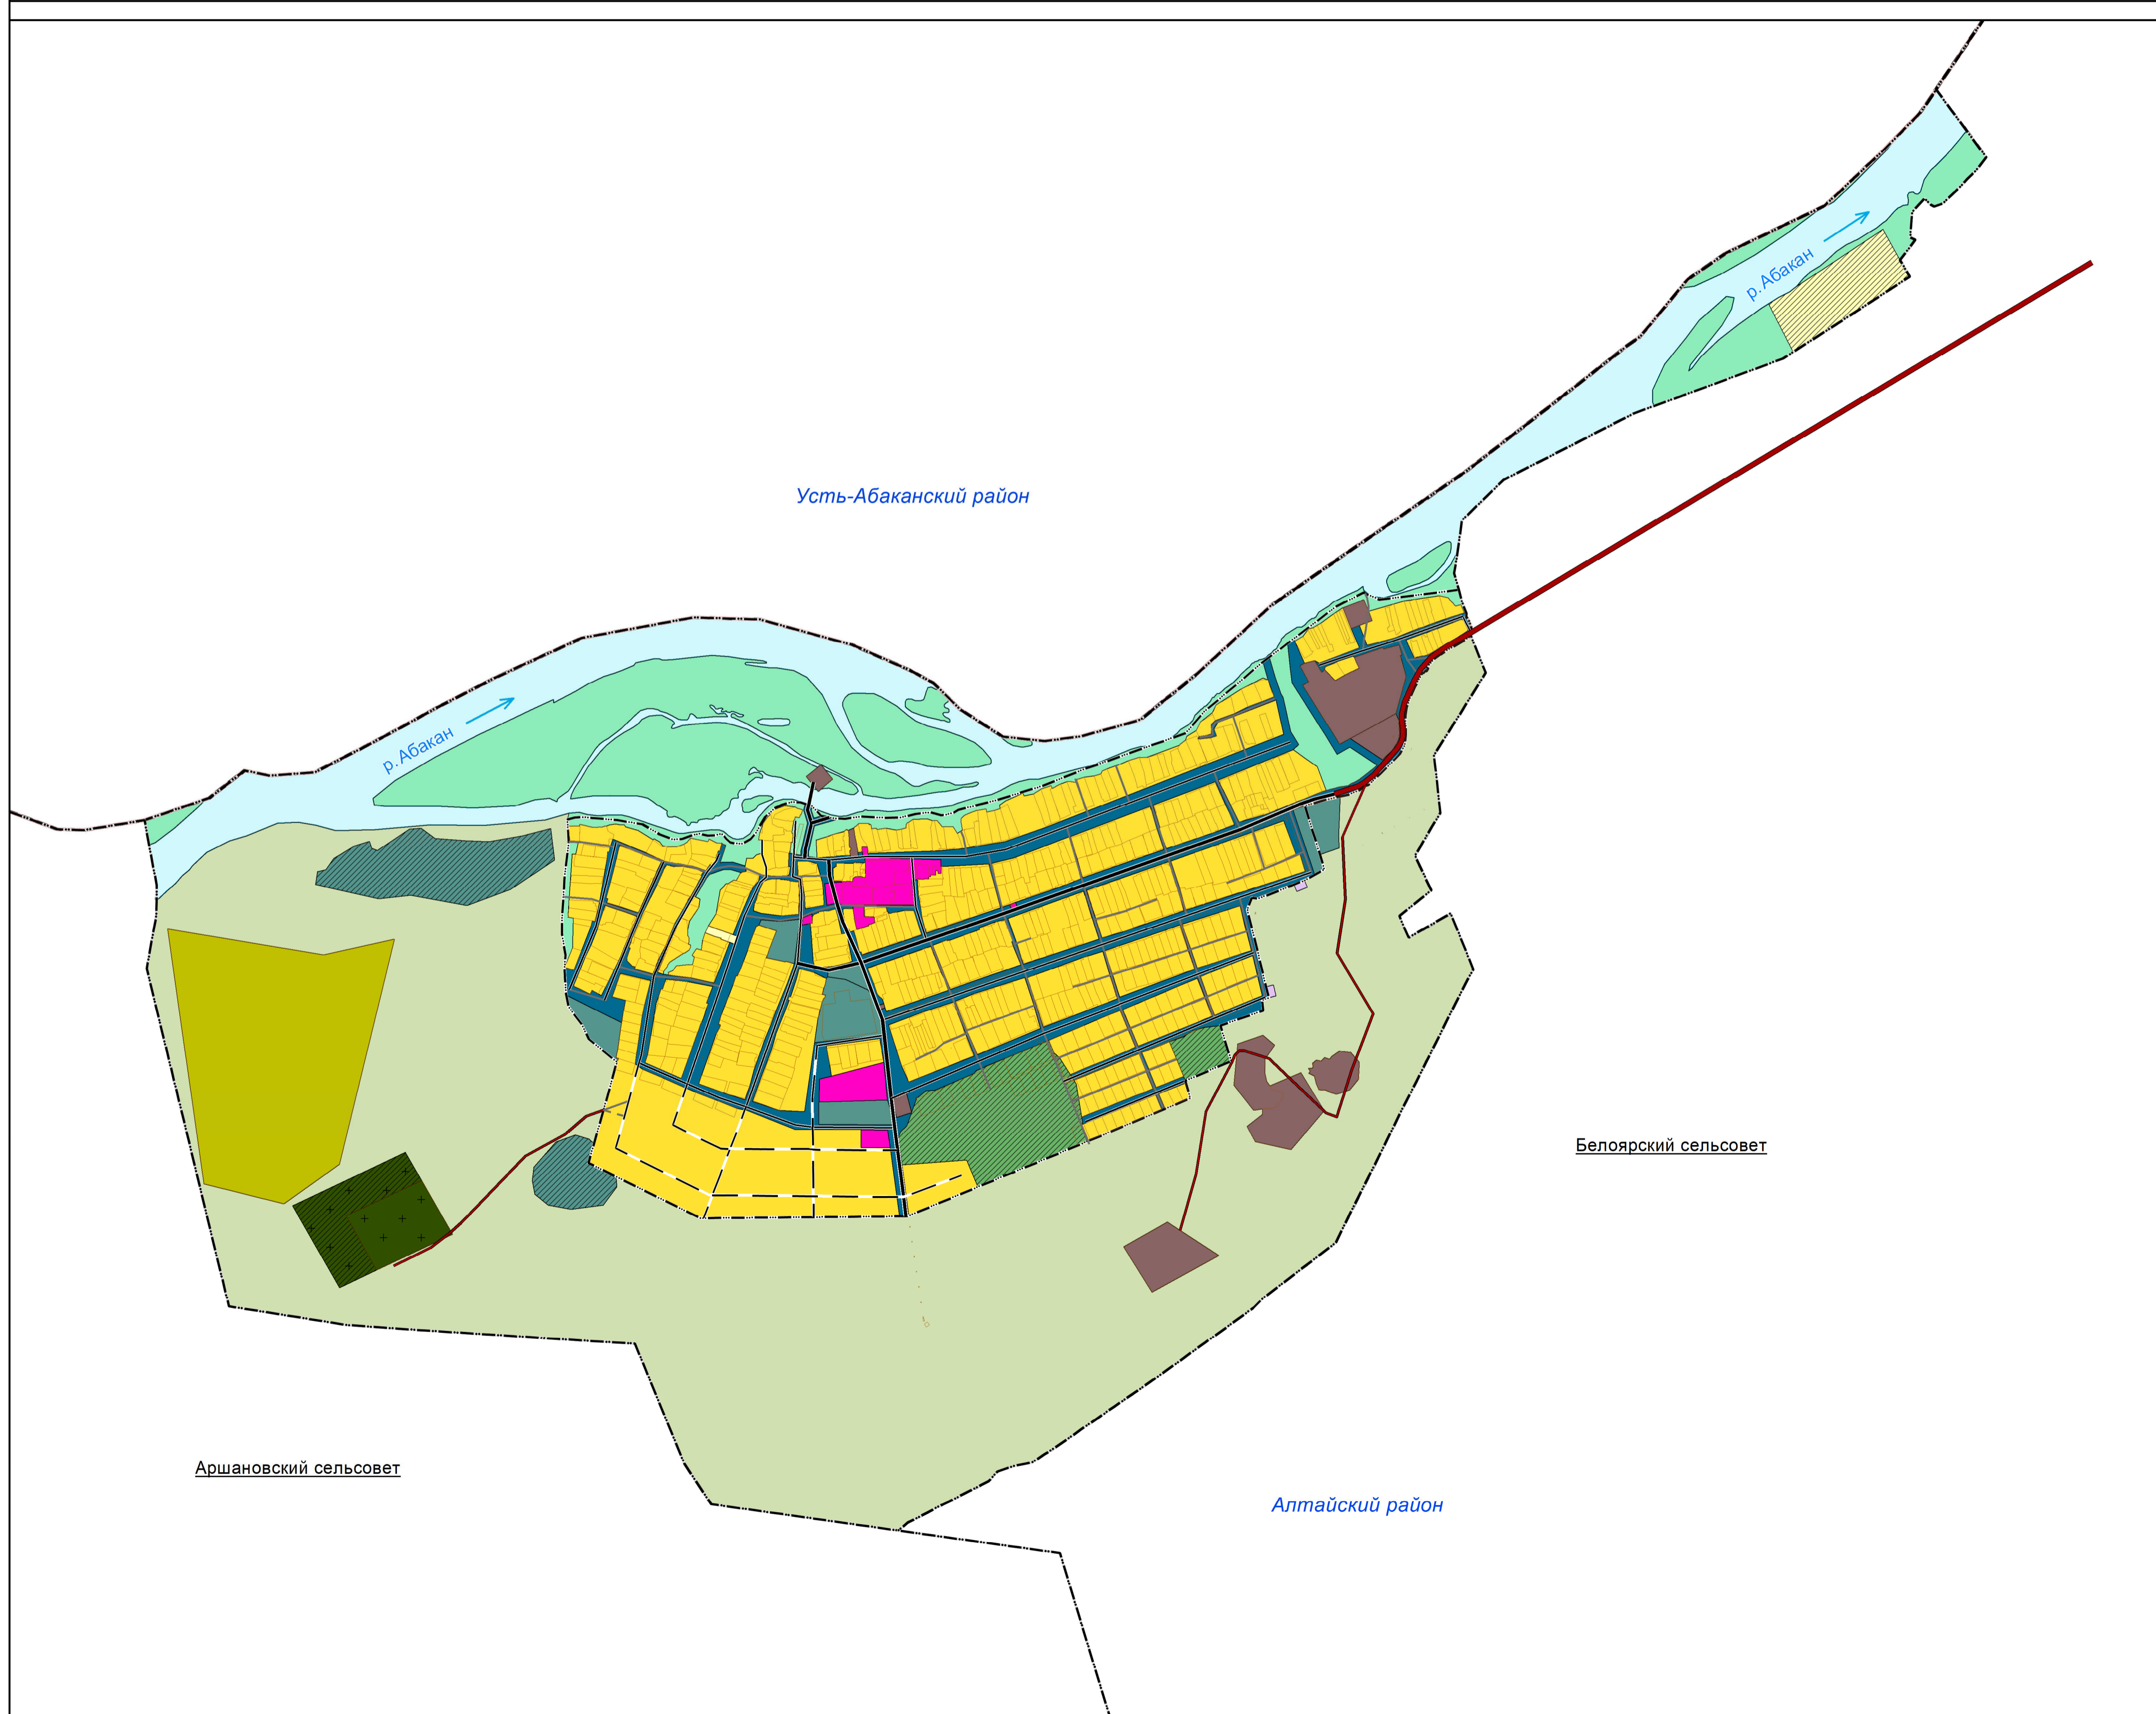 р. Абакан
Усть-Абаканский район
р. Абакан
Белоярский сельсовет
Аршановский сельсовет
Алтайский район